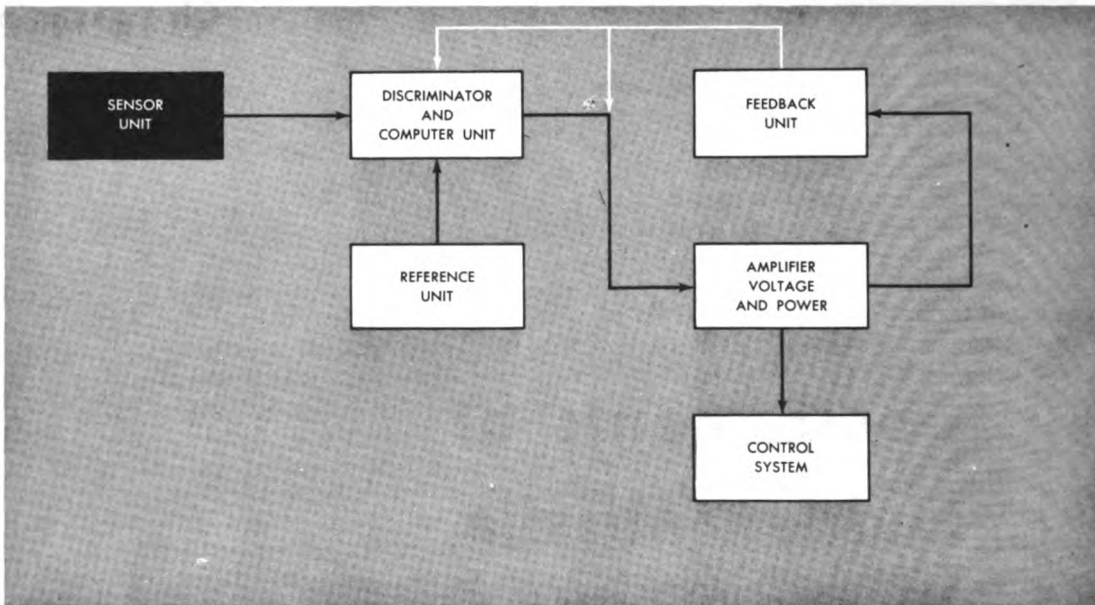 SENSOR
UNIT
DISCRIMINATOR
AND
COMPUTER UNIT
FEEDBACK
UNIT
REFERENCE
UNIT
AMPLIFIER
VOLTAGE
AND POWER
CONTROL
SYSTEM